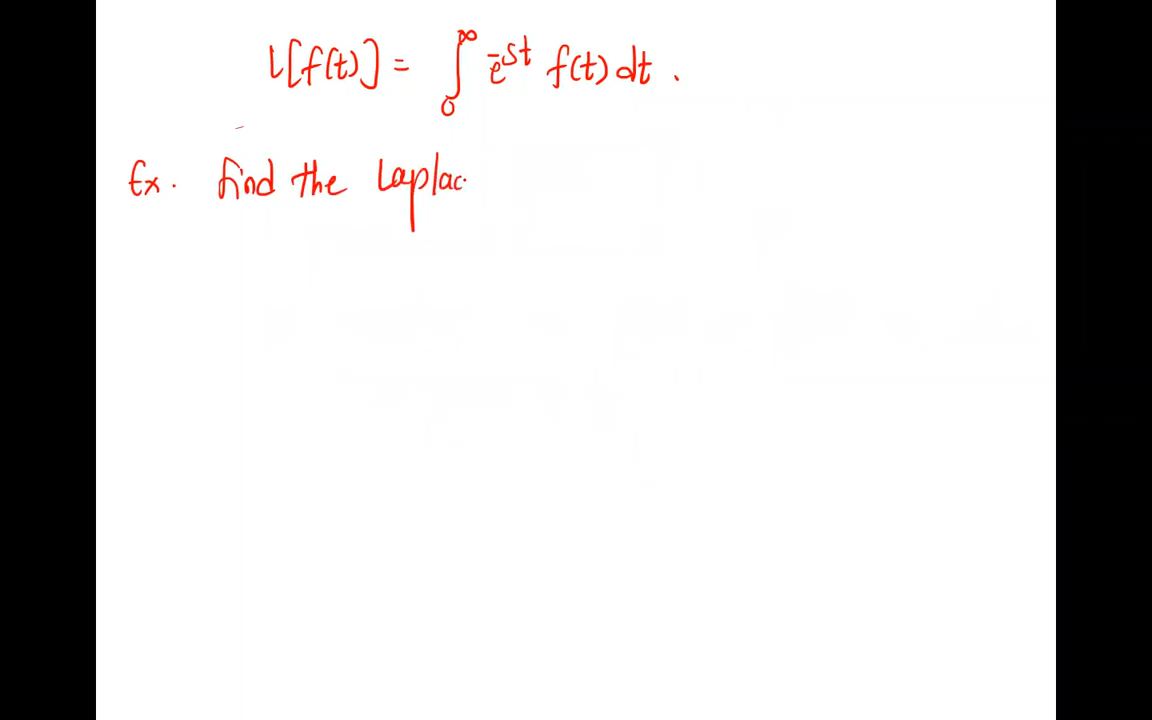 L[f(t)] = ∫₀^∞ e^-st f(t) dt .
Ex. find the Laplac